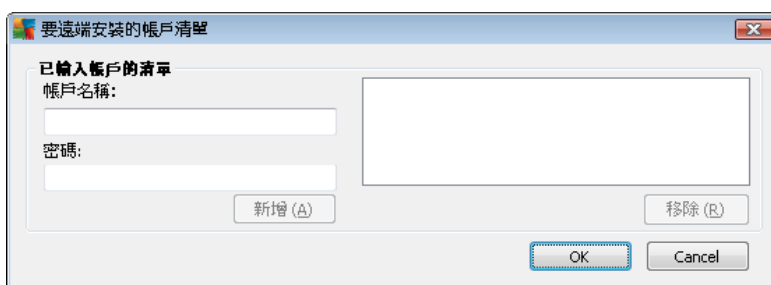 要遠端安裝的帳戶清單
已輸入帳戶的清單
帳戶名稱:
密碼:
新增(A)
移除(R)
OK
Cancel